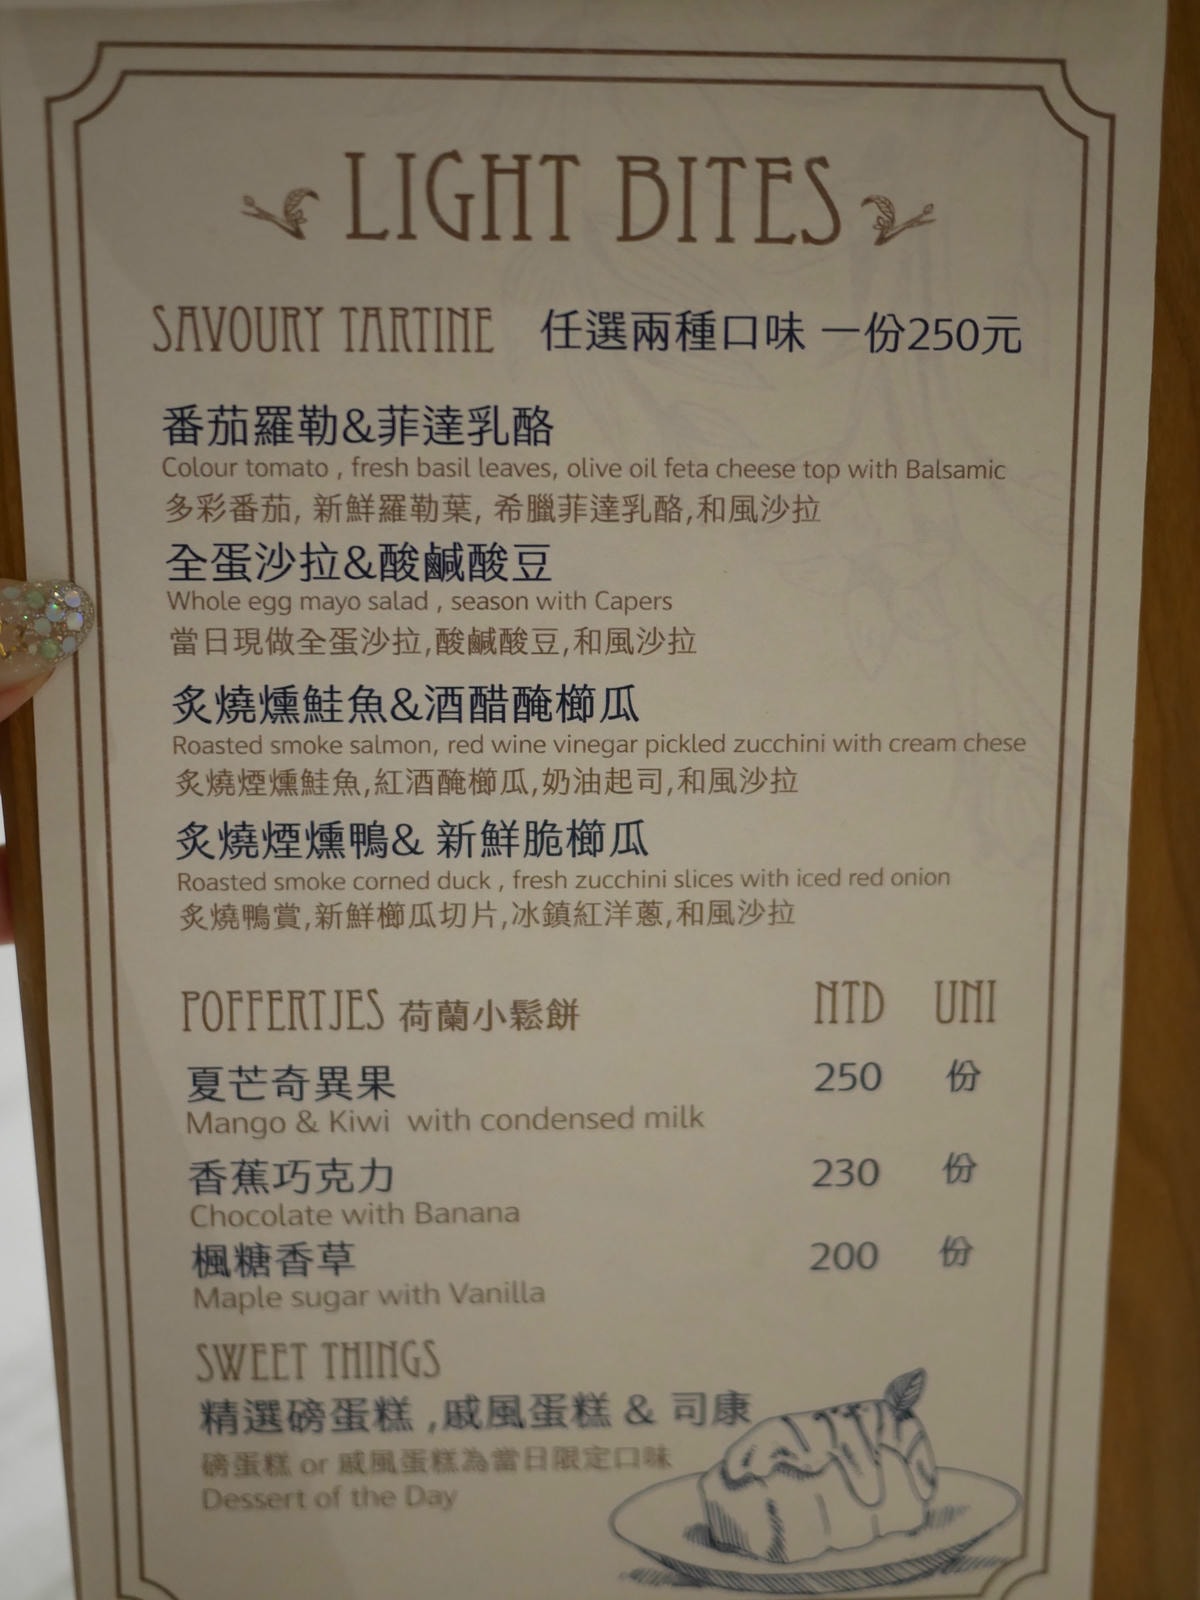 LIGHT BITES
SAVOURY TARTINE 任選兩種口味 一份250元
番茄羅勒&菲達乳酪
Colour tomato , fresh basil leaves, olive oil feta cheese top with Balsamic
多彩番茄, 新鮮羅勒葉, 希臘菲達乳酪,和風沙拉
全蛋沙拉&酸鹹酸豆
Whole egg mayo salad , season with Capers
當日現做全蛋沙拉,酸鹹酸豆,和風沙拉
炙燒燻鮭魚&酒醋醃櫛瓜
Roasted smoke salmon, red wine vinegar pickled zucchini with cream chese
炙燒煙燻鮭魚,紅酒醃櫛瓜,奶油起司,和風沙拉
炙燒煙燻鴨& 新鮮脆櫛瓜
Roasted smoke corned duck , fresh zucchini slices with iced red onion
炙燒鴨賞,新鮮櫛瓜切片,冰鎮紅洋蔥,和風沙拉
POFFERTJES 荷蘭小鬆餅 NTD UNI
夏芒奇異果 250 份
Mango & Kiwi with condensed milk
香蕉巧克力 230 份
Chocolate with Banana
楓糖香草 200 份
Maple sugar with Vanilla
SWEET THINGS
精選磅蛋糕 ,戚風蛋糕 & 司康
磅蛋糕 or 戚風蛋糕為當日限定口味
Dessert of the Day